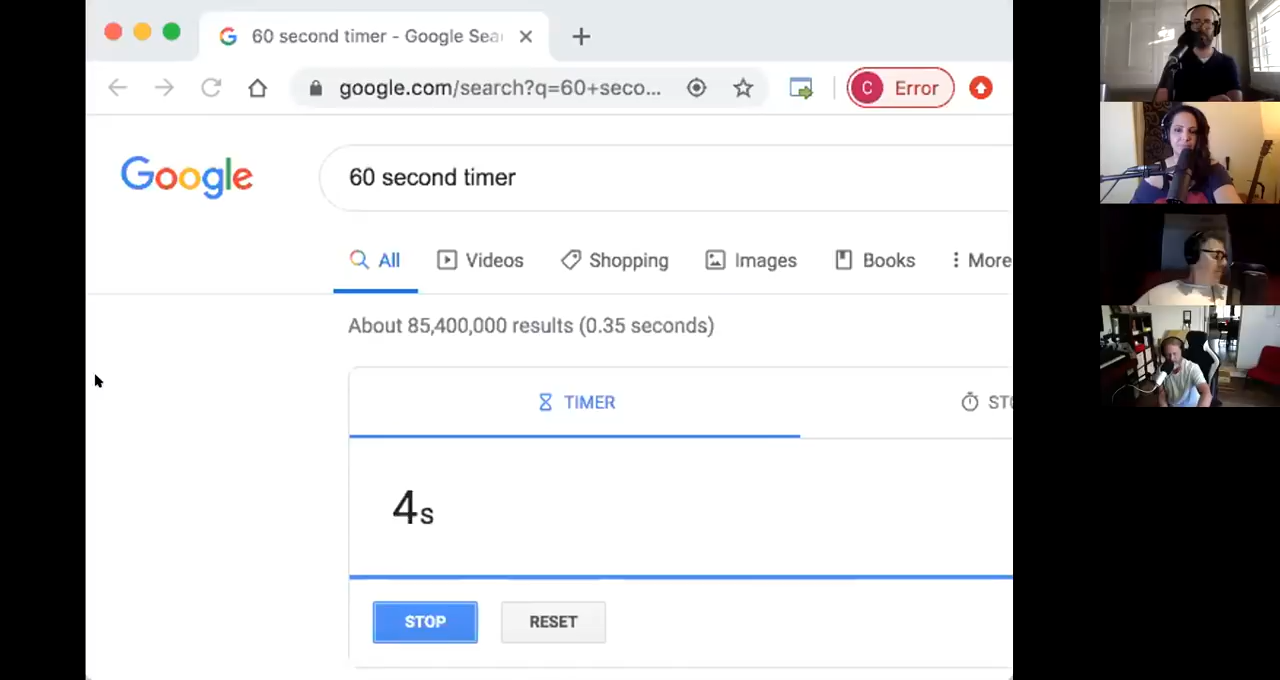 60 second timer - Google Sea
google.com/search?q=60+seco...
C Error
Google
60 second timer
All Videos Shopping Images Books More
About 85,400,000 results (0.35 seconds)
TIMER STO
4s
STOP RESET